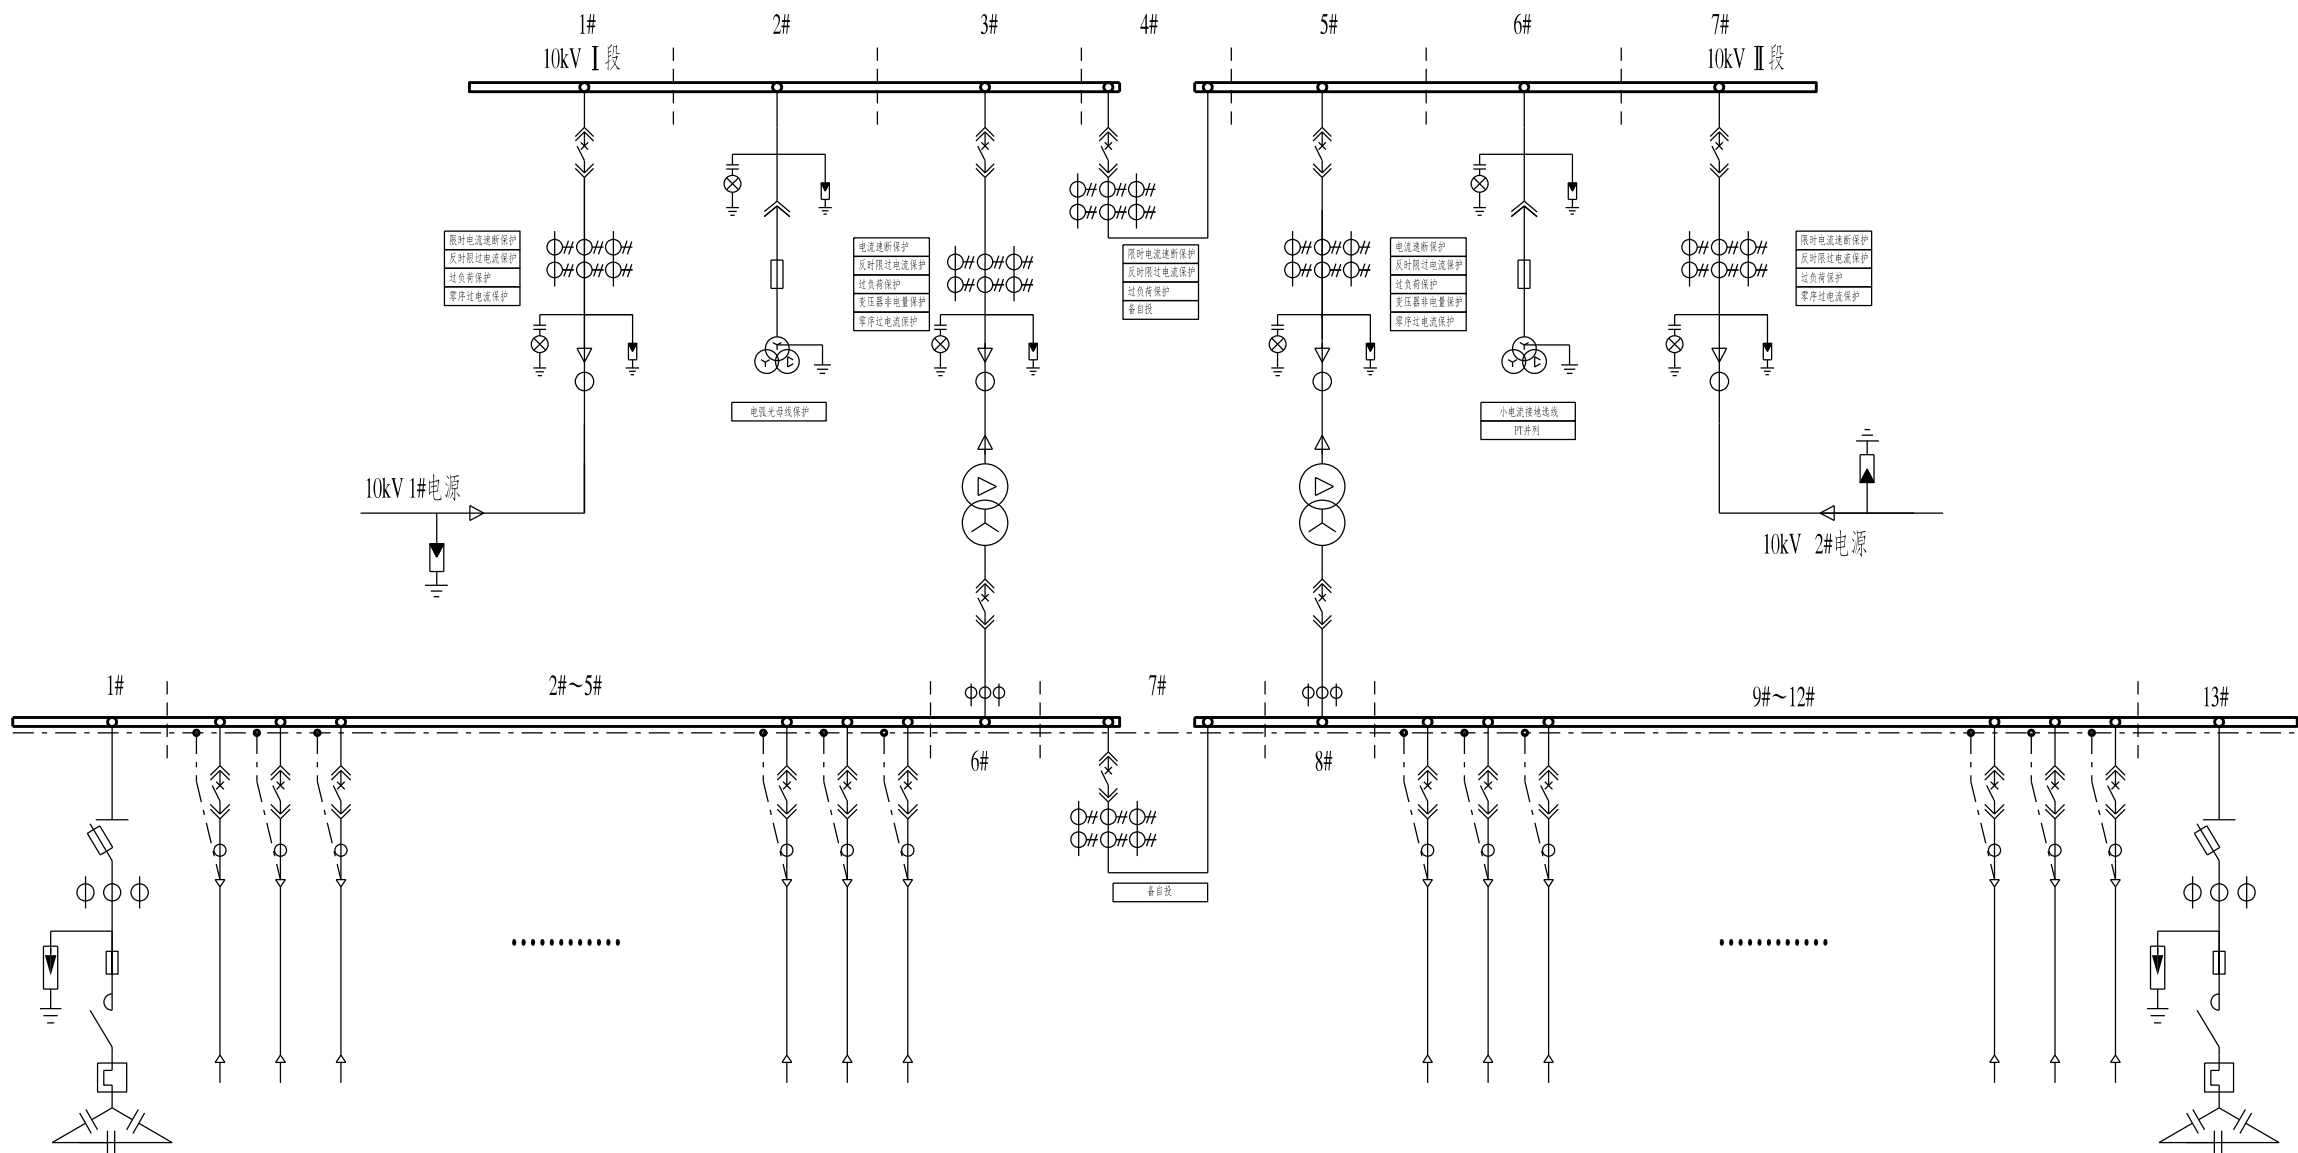 1#
2#
3#
4#
5#
6#
7#
10kV Ⅰ段
10kV Ⅱ段
限时电流速断保护
反时限过电流保护
过负荷保护
零序过电流保护
电弧光母线保护
电流速断保护
反时限过电流保护
过负荷保护
变压器非电量保护
零序过电流保护
限时电流速断保护
反时限过电流保护
过负荷保护
备自投
电流速断保护
反时限过电流保护
过负荷保护
变压器非电量保护
零序过电流保护
小电流接地选线
PT并列
限时电流速断保护
反时限过电流保护
过负荷保护
零序过电流保护
10kV 1#电源
10kV 2#电源
1#
2#~5#
6#
7#
8#
9#~12#
13#
备自投